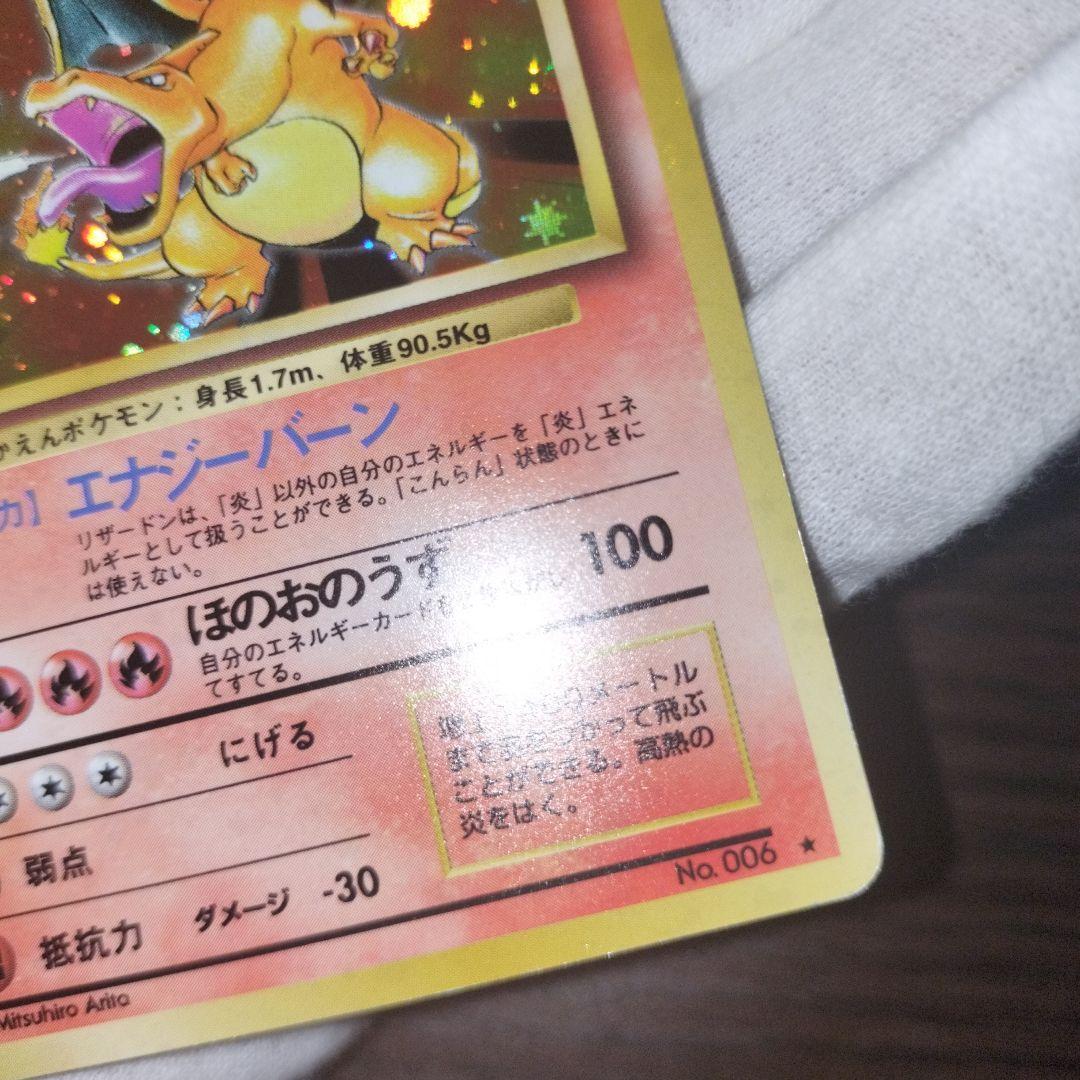 かえんポケモン：身長1.7m、体重90.5Kg
力】エナジーバーン
リザードンは、「炎」以外の自分のエネルギーを「炎」エネ
ルギーとして扱うことができる。「こんらん」状態のときに
は使えない。
ほのおのうず 100
自分のエネルギーカードを
てすてる。
にげる
メートル
って飛ぶ
ことができる。高熱の
炎をはく。
弱点
No. 006 ★
抵抗力 ダメージ -30
Mitsuhiro Arita